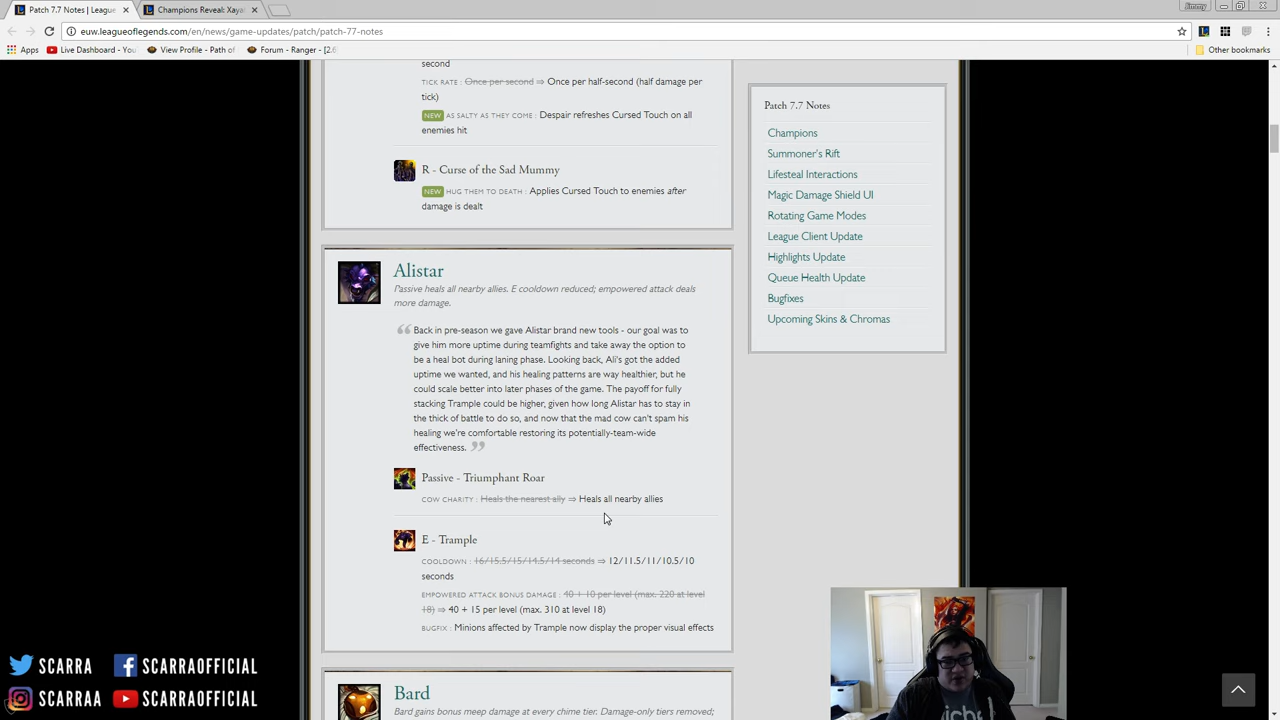 Patch 7.7 Notes | Leagu
Champions Reveal: Xaya
Jimmy
euw.leagueoflegends.com/en/news/game-updates/patch/patch-77-notes
Apps
Live Dashboard - You
View Profile - Path of
Forum - Ranger - [2.6
Other bookmarks
second
TICK RATE : Once per second ⇒ Once per half-second (half damage per
tick)
NEW AS SALTY AS THEY COME : Despair refreshes Cursed Touch on all
enemies hit
R - Curse of the Sad Mummy
NEW HUG THEM TO DEATH : Applies Cursed Touch to enemies after
damage is dealt
Alistar
Passive heals all nearby allies. E cooldown reduced; empowered attack deals
more damage.
“ Back in pre-season we gave Alistar brand new tools - our goal was to
give him more uptime during teamfights and take away the option to
be a heal bot during laning phase. Looking back, Ali's got the added
uptime we wanted, and his healing patterns are way healthier, but he
could scale better into later phases of the game. The payoff for fully
stacking Trample could be higher, given how long Alistar has to stay in
the thick of battle to do so, and now that the mad cow can't spam his
healing we're comfortable restoring its potentially-team-wide
effectiveness. ”
Passive - Triumphant Roar
COW CHARITY : Heals the nearest ally ⇒ Heals all nearby allies
E - Trample
COOLDOWN : 16/15.5/15/14.5/14 seconds ⇒ 12/11.5/11/10.5/10
seconds
EMPOWERED ATTACK BONUS DAMAGE : 40 + 10 per level (max. 220 at level
18) ⇒ 40 + 15 per level (max. 310 at level 18)
BUGFIX : Minions affected by Trample now display the proper visual effects
Bard
Bard gains bonus meep damage at every chime tier. Damage-only tiers removed;
Patch 7.7 Notes
Champions
Summoner's Rift
Lifesteal Interactions
Magic Damage Shield UI
Rotating Game Modes
League Client Update
Highlights Update
Queue Health Update
Bugfixes
Upcoming Skins & Chromas
SCARRA
SCARRAOFFICIAL
SCARRAA
SCARRAOFFICIAL